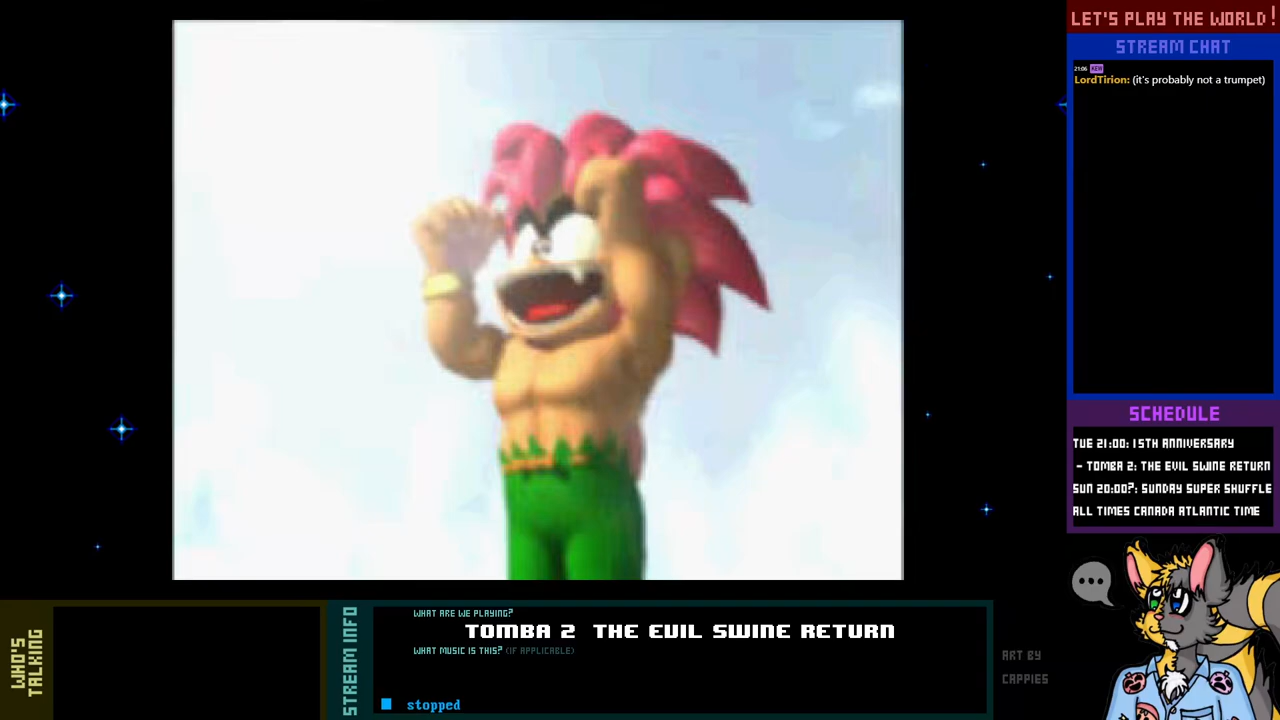 LET'S PLAY THE WORLD!
STREAM CHAT
21:06 NEW
LordTirion: (it's probably not a trumpet)
SCHEDULE
TUE 21:00: 15TH ANNIVERSARY
- TOMBA 2: THE EVIL SWINE RETURN
SUN 20:00?: SUNDAY SUPER SHUFFLE
ALL TIMES CANADA ATLANTIC TIME
WHO'S
TALKING
STREAM INFO
WHAT ARE WE PLAYING?
TOMBA 2 THE EVIL SWINE RETURN
WHAT MUSIC IS THIS? (IF APPLICABLE)
stopped
ART BY
CAPPIES